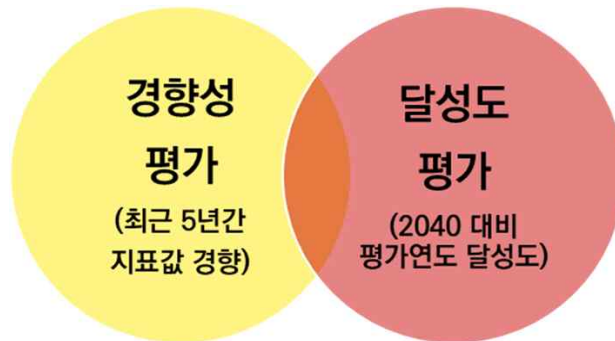 경향성
평가
(최근 5년간
지표값 경향)
달성도
평가
(2040 대비
평가연도 달성도)